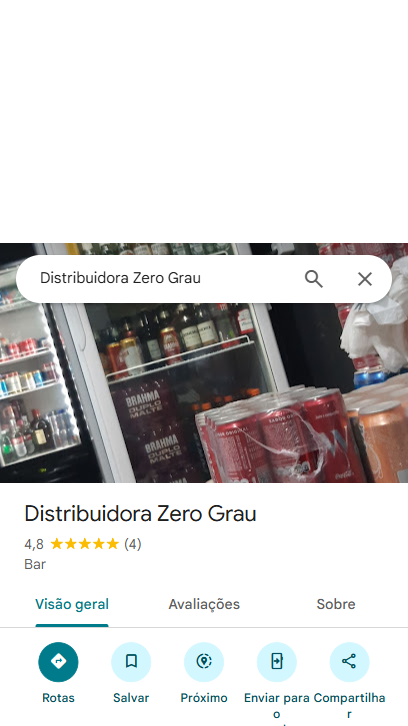 Distribuidora Zero Grau
BRAHMA
DUPLO
MALTE
BRAHMA
DUPLO
MALTE
Distribuidora Zero Grau
4,8 (4)
Bar
Visão geral Avaliações Sobre
Rotas Salvar Próximo Enviar para o Compartilhar